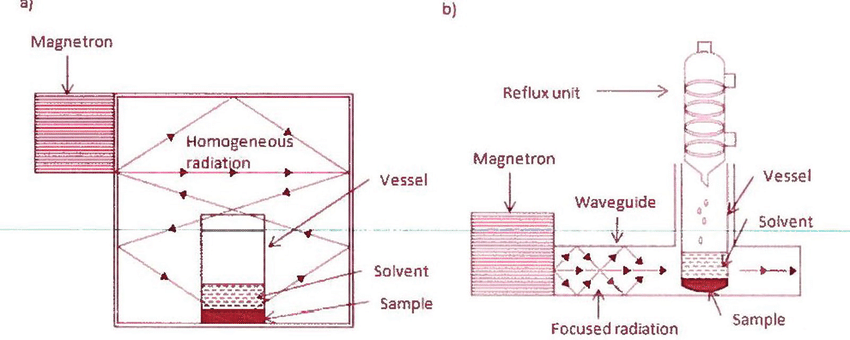 a)
Magnetron
Homogeneous
radiation
Vessel
Solvent
Sample
b)
Reflux unit
Magnetron
Waveguide
Vessel
Solvent
Focused radiation
Sample